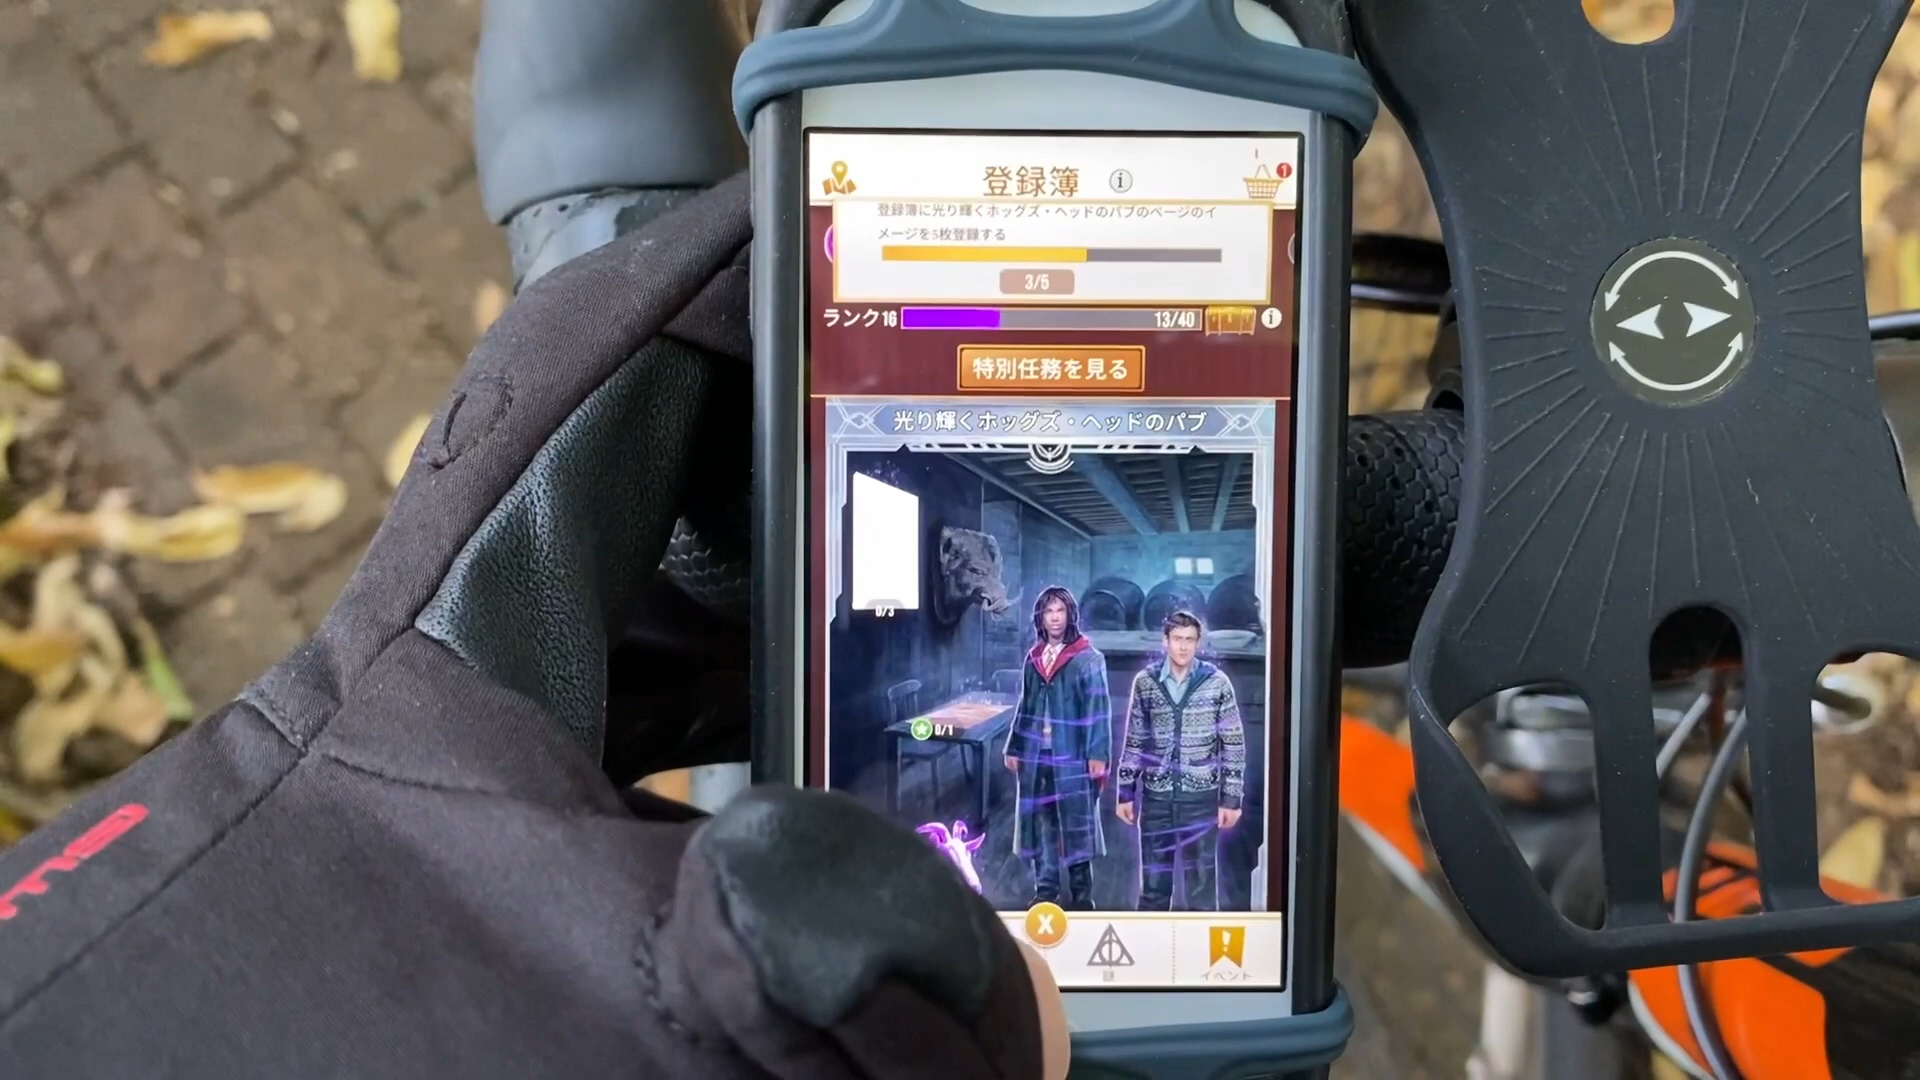 登録簿
1
登録簿に光り輝くホッグズ・ヘッドのパブのページのイ
メージを5枚登録する
3/5
ランク16
13/40
特別任務を見る
光り輝くホッグズ・ヘッドのパブ
0/3
0/1
X
イベント